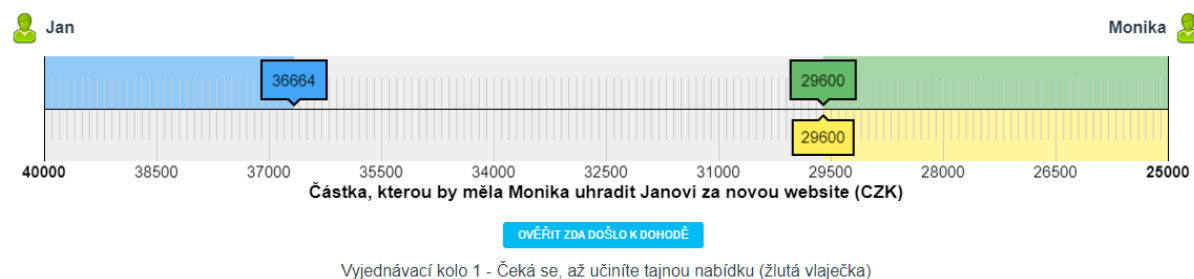 Jan
Monika
36664
29600
29600
40000 38500 37000 35500 34000 32500 31000 29500 28000 26500 25000
Částka, kterou by měla Monika uhradit Janovi za novou website (CZK)
OVĚŘIT ZDA DOŠLO K DOHODĚ
Vyjednávací kolo 1 - Čeká se, až učiníte tajnou nabídku (žlutá vlaječka)